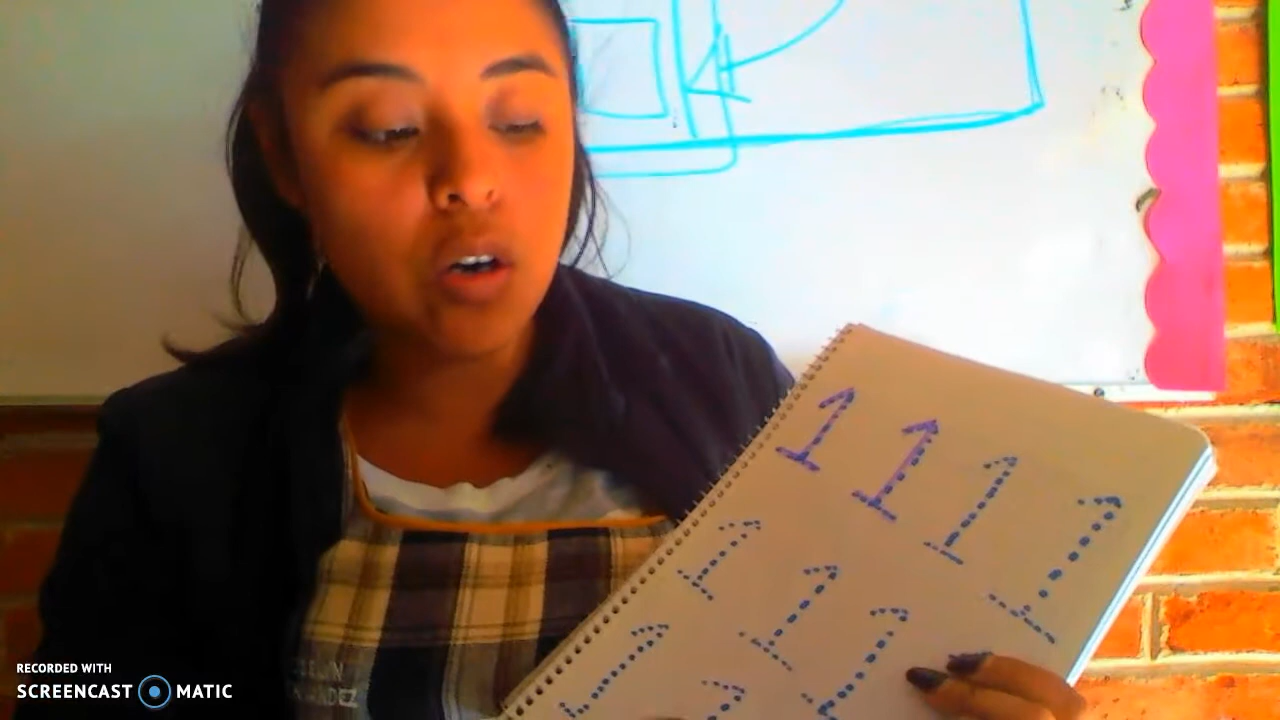 1 1 1 1
1 1 1
1
RECORDED WITH
SCREENCAST MATIC